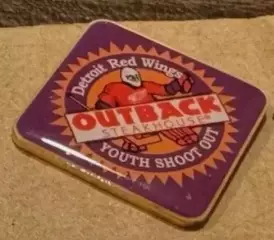 Detroit Red Wings
OUTBACK
STEAKHOUSE®
YOUTH SHOOT OUT